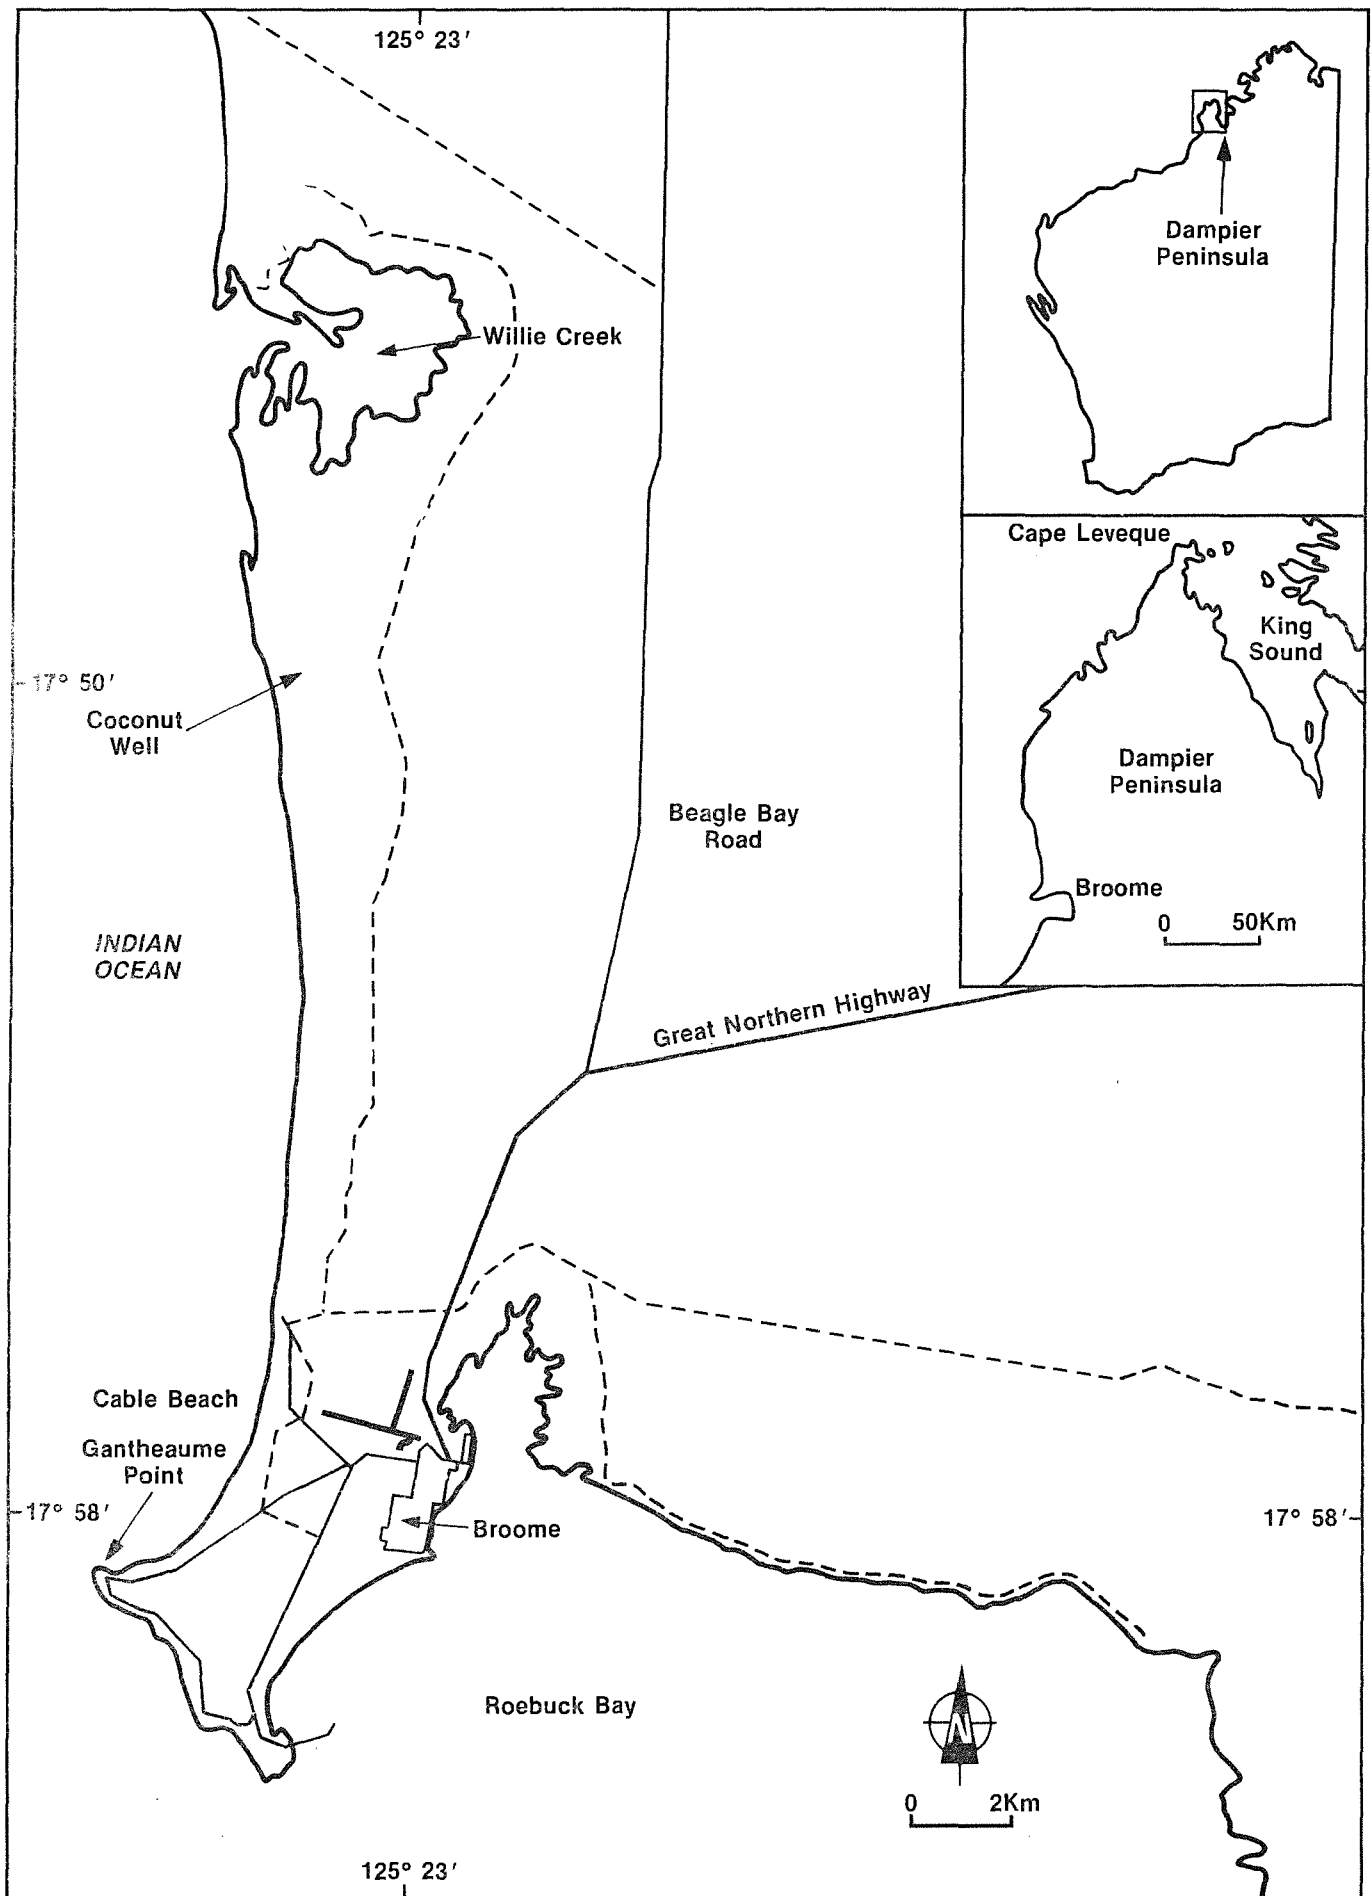 125° 23′
Dampier
Peninsula
Willie Creek
Cape Leveque
King
Sound
17° 50′
Coconut
Well
Dampier
Peninsula
Beagle Bay
Road
Broome
0 50Km
INDIAN
OCEAN
Great Northern Highway
Cable Beach
Gantheaume
Point
17° 58′
17° 58′
Broome
Roebuck Bay
N
0 2Km
125° 23′